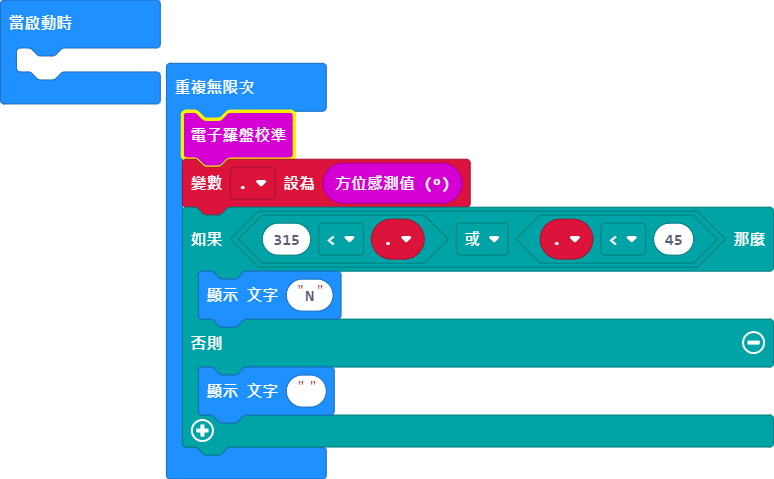 當啟動時
重複無限次
電子羅盤校準
變數 . 設為 方位感測值 (º)
如果 315 < . 或 . < 45 那麼
顯示 文字 "N"
否則
顯示 文字 " "